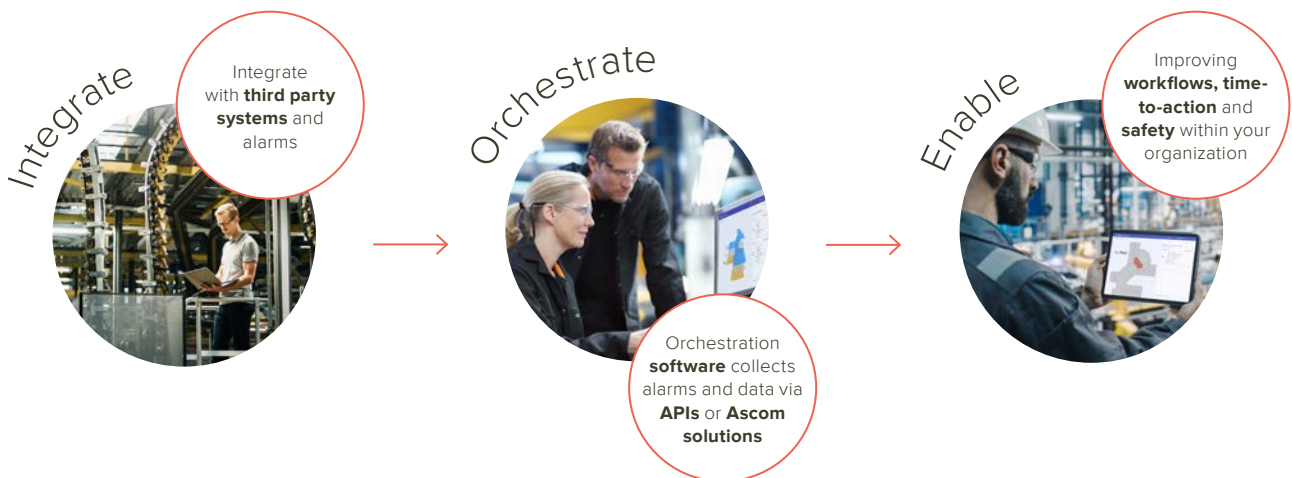 Integrate
Integrate
with third party
systems and
alarms
Orchestrate
Orchestration
software collects
alarms and data via
APIs or Ascom
solutions
Enable
Improving
workflows, time-
to-action and
safety within your
organization